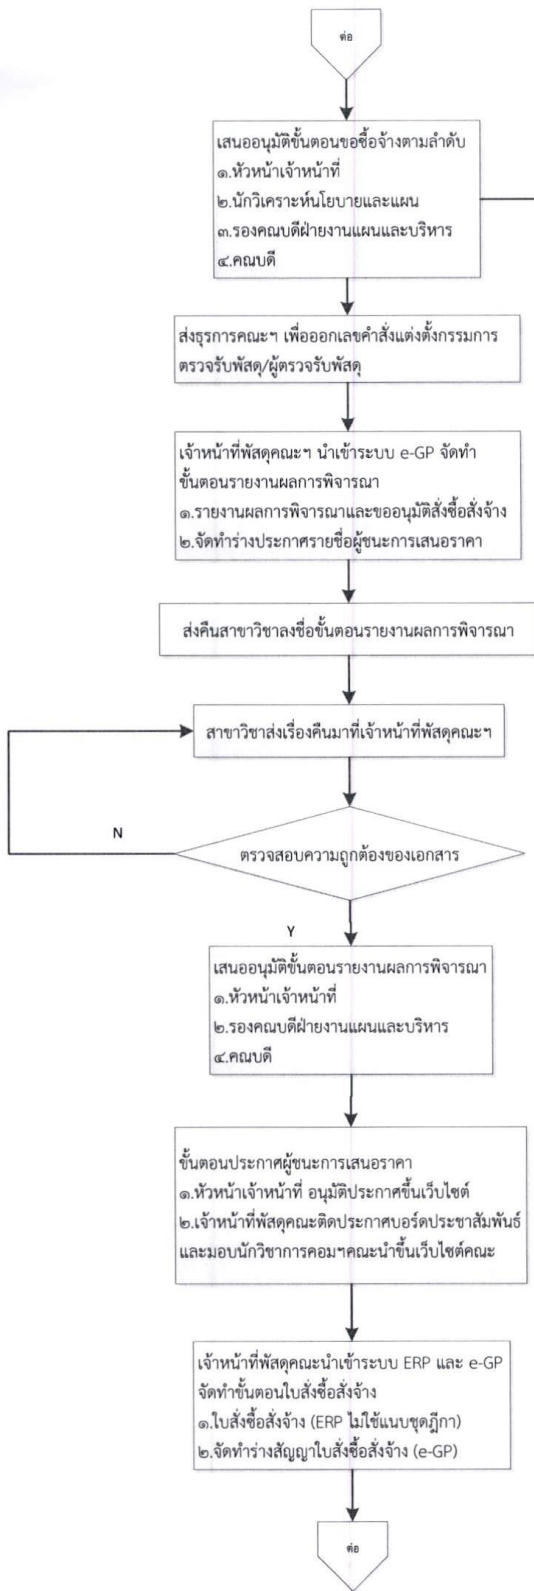 ต่อ
เสนออนุมัติขั้นตอนขอซื้อจ้างตามลำดับ
๑.หัวหน้าเจ้าหน้าที่
๒.นักวิเคราะห์นโยบายและแผน
๓.รองคณบดีฝ่ายงานแผนและบริหาร
๔.คณบดี
ส่งธุรการคณะฯ เพื่อออกเลขคำสั่งแต่งตั้งกรรมการ
ตรวจรับพัสดุ/ผู้ตรวจรับพัสดุ
เจ้าหน้าที่พัสดุคณะฯ นำเข้าระบบ e-GP จัดทำ
ขั้นตอนรายงานผลการพิจารณา
๑.รายงานผลการพิจารณาและขออนุมัติสั่งซื้อสั่งจ้าง
๒.จัดทำร่างประกาศรายชื่อผู้ชนะการเสนอราคา
ส่งคืนสาขาวิชาลงชื่อขั้นตอนรายงานผลการพิจารณา
สาขาวิชาส่งเรื่องคืนมาที่เจ้าหน้าที่พัสดุคณะฯ
N
ตรวจสอบความถูกต้องของเอกสาร
Y
เสนออนุมัติขั้นตอนรายงานผลการพิจารณา
๑.หัวหน้าเจ้าหน้าที่
๒.รองคณบดีฝ่ายงานแผนและบริหาร
๔.คณบดี
ขั้นตอนประกาศผู้ชนะการเสนอราคา
๑.หัวหน้าเจ้าหน้าที่ อนุมัติประกาศขึ้นเว็บไซต์
๒.เจ้าหน้าที่พัสดุคณะติดประกาศบอร์ดประชาสัมพันธ์
และมอบนักวิชาการคอมฯคณะนำขึ้นเว็บไซต์คณะ
เจ้าหน้าที่พัสดุคณะนำเข้าระบบ ERP และ e-GP
จัดทำขั้นตอนใบสั่งซื้อสั่งจ้าง
๑.ใบสั่งซื้อสั่งจ้าง (ERP ไม่ใช้แนบชุดฎีกา)
๒.จัดทำร่างสัญญาใบสั่งซื้อสั่งจ้าง (e-GP)
ต่อ